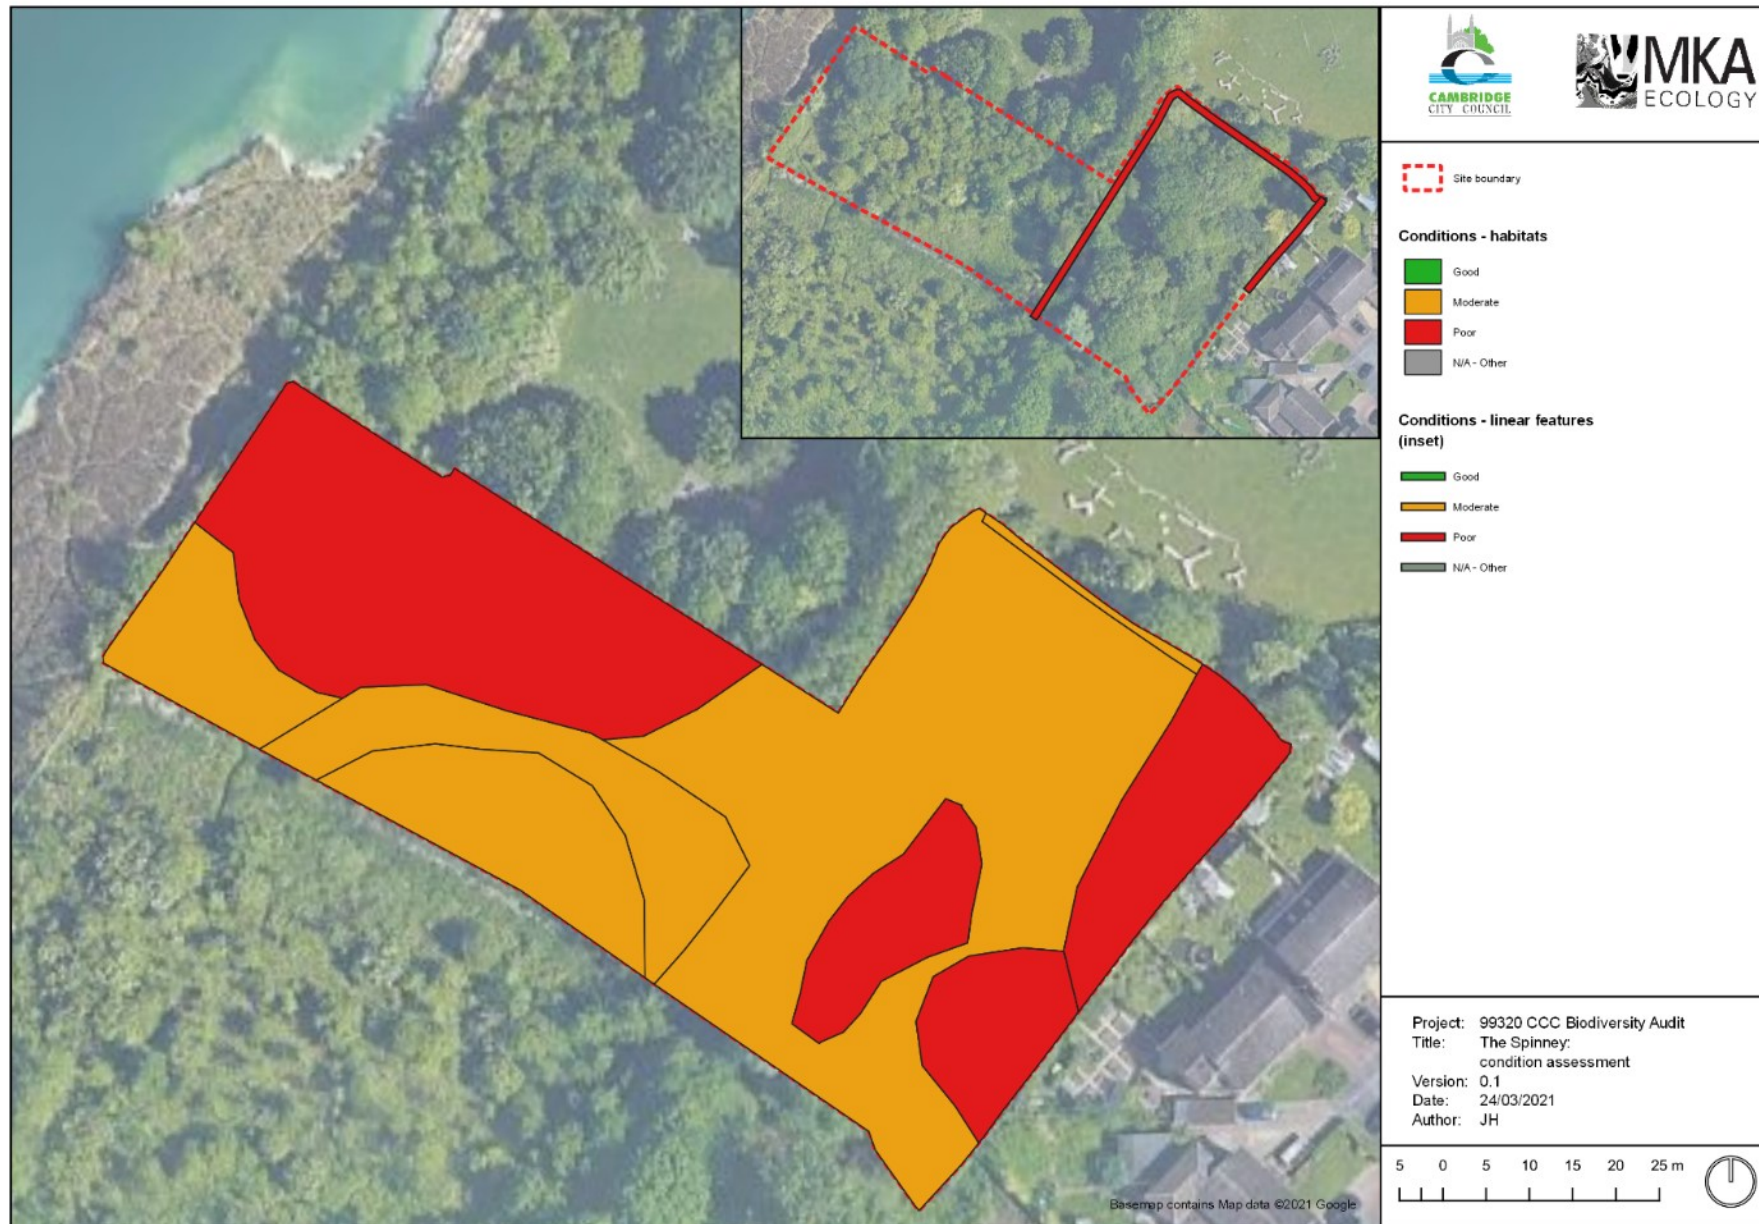 CAMBRIDGE
CITY COUNCIL
MKA
ECOLOGY
Site boundary
Conditions - habitats
Good
Moderate
Poor
N/A - Other
Conditions - linear features
(inset)
Good
Moderate
Poor
N/A - Other
Project: 99320 CCC Biodiversity Audit
Title: The Spinney:
condition assessment
Version: 0.1
Date: 24/03/2021
Author: JH
5 0 5 10 15 20 25 m
Basemap contains Map data ©2021 Google